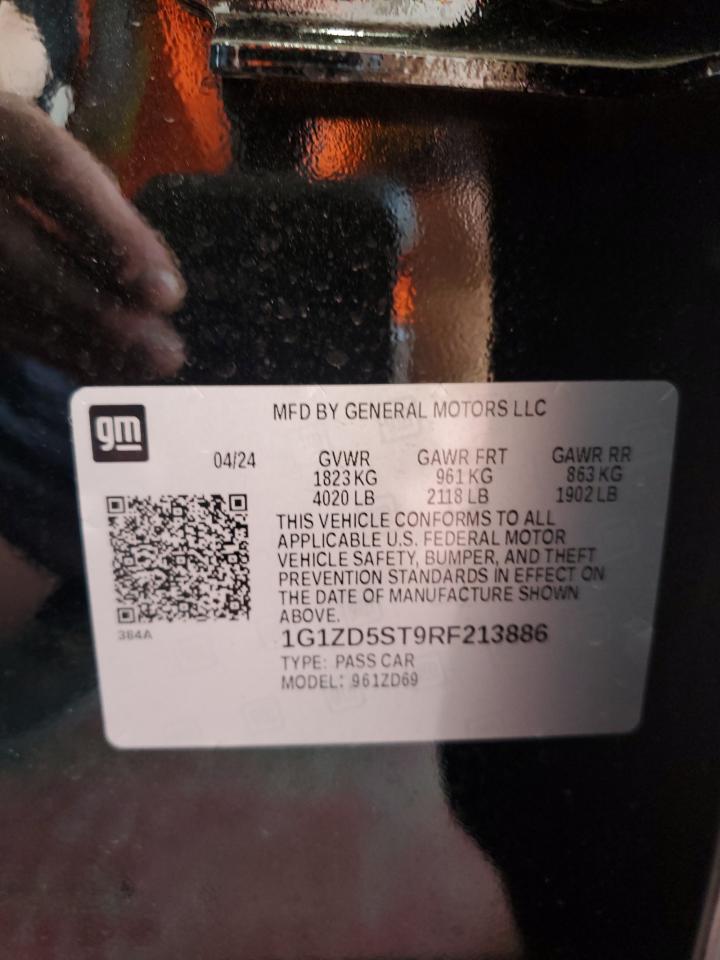 gm
MFD BY GENERAL MOTORS LLC
04/24
GVWR GAWR FRT GAWR RR
1823 KG 961 KG 863 KG
4020 LB 2118 LB 1902 LB
THIS VEHICLE CONFORMS TO ALL
APPLICABLE U.S. FEDERAL MOTOR
VEHICLE SAFETY, BUMPER, AND THEFT
PREVENTION STANDARDS IN EFFECT ON
THE DATE OF MANUFACTURE SHOWN
ABOVE.
384A
1G1ZD5ST9RF213886
TYPE: PASS CAR
MODEL: 961ZD69